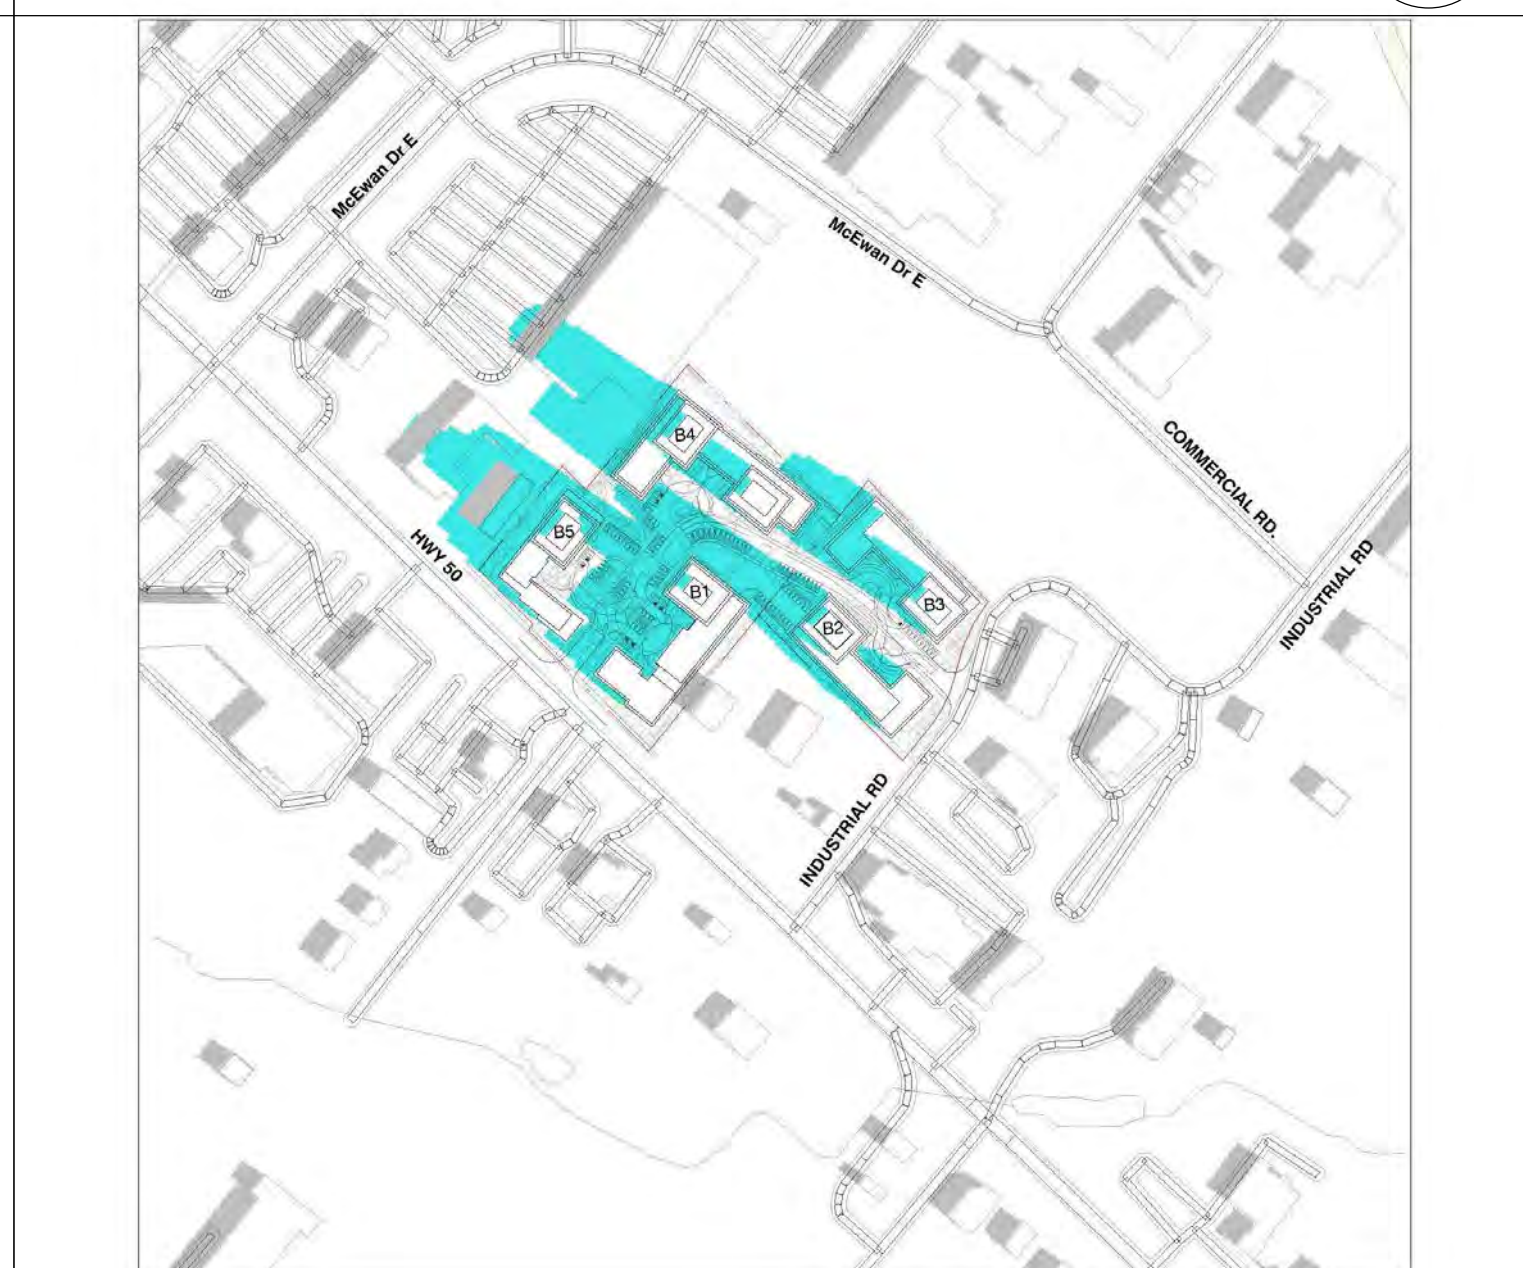 McEwan Dr E
McEwan Dr E
COMMERCIAL RD.
B4
HWY 50
B5
INDUSTRIAL RD
B1
B3
B2
INDUSTRIAL RD